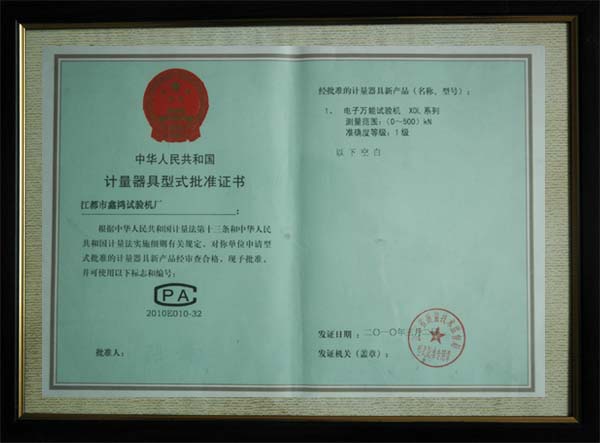 中华人民共和国
计量器具型式批准证书
江都市鑫鸿试验机厂：
根据中华人民共和国计量法第十三条和中华人民
共和国计量法实施细则有关规定，对你单位申请型
式批准的计量器具新产品经审查合格，现予批准，
并可使用以下标志和编号：
CPA
2010E010-32
批准人：
经批准的计量器具新产品（名称、型号）：
1、 电子万能试验机 XDL 系列
测量范围：（0～500）kN
准确度等级：1级
以下空白
发证日期：二〇一〇年
发证机关（盖章）：